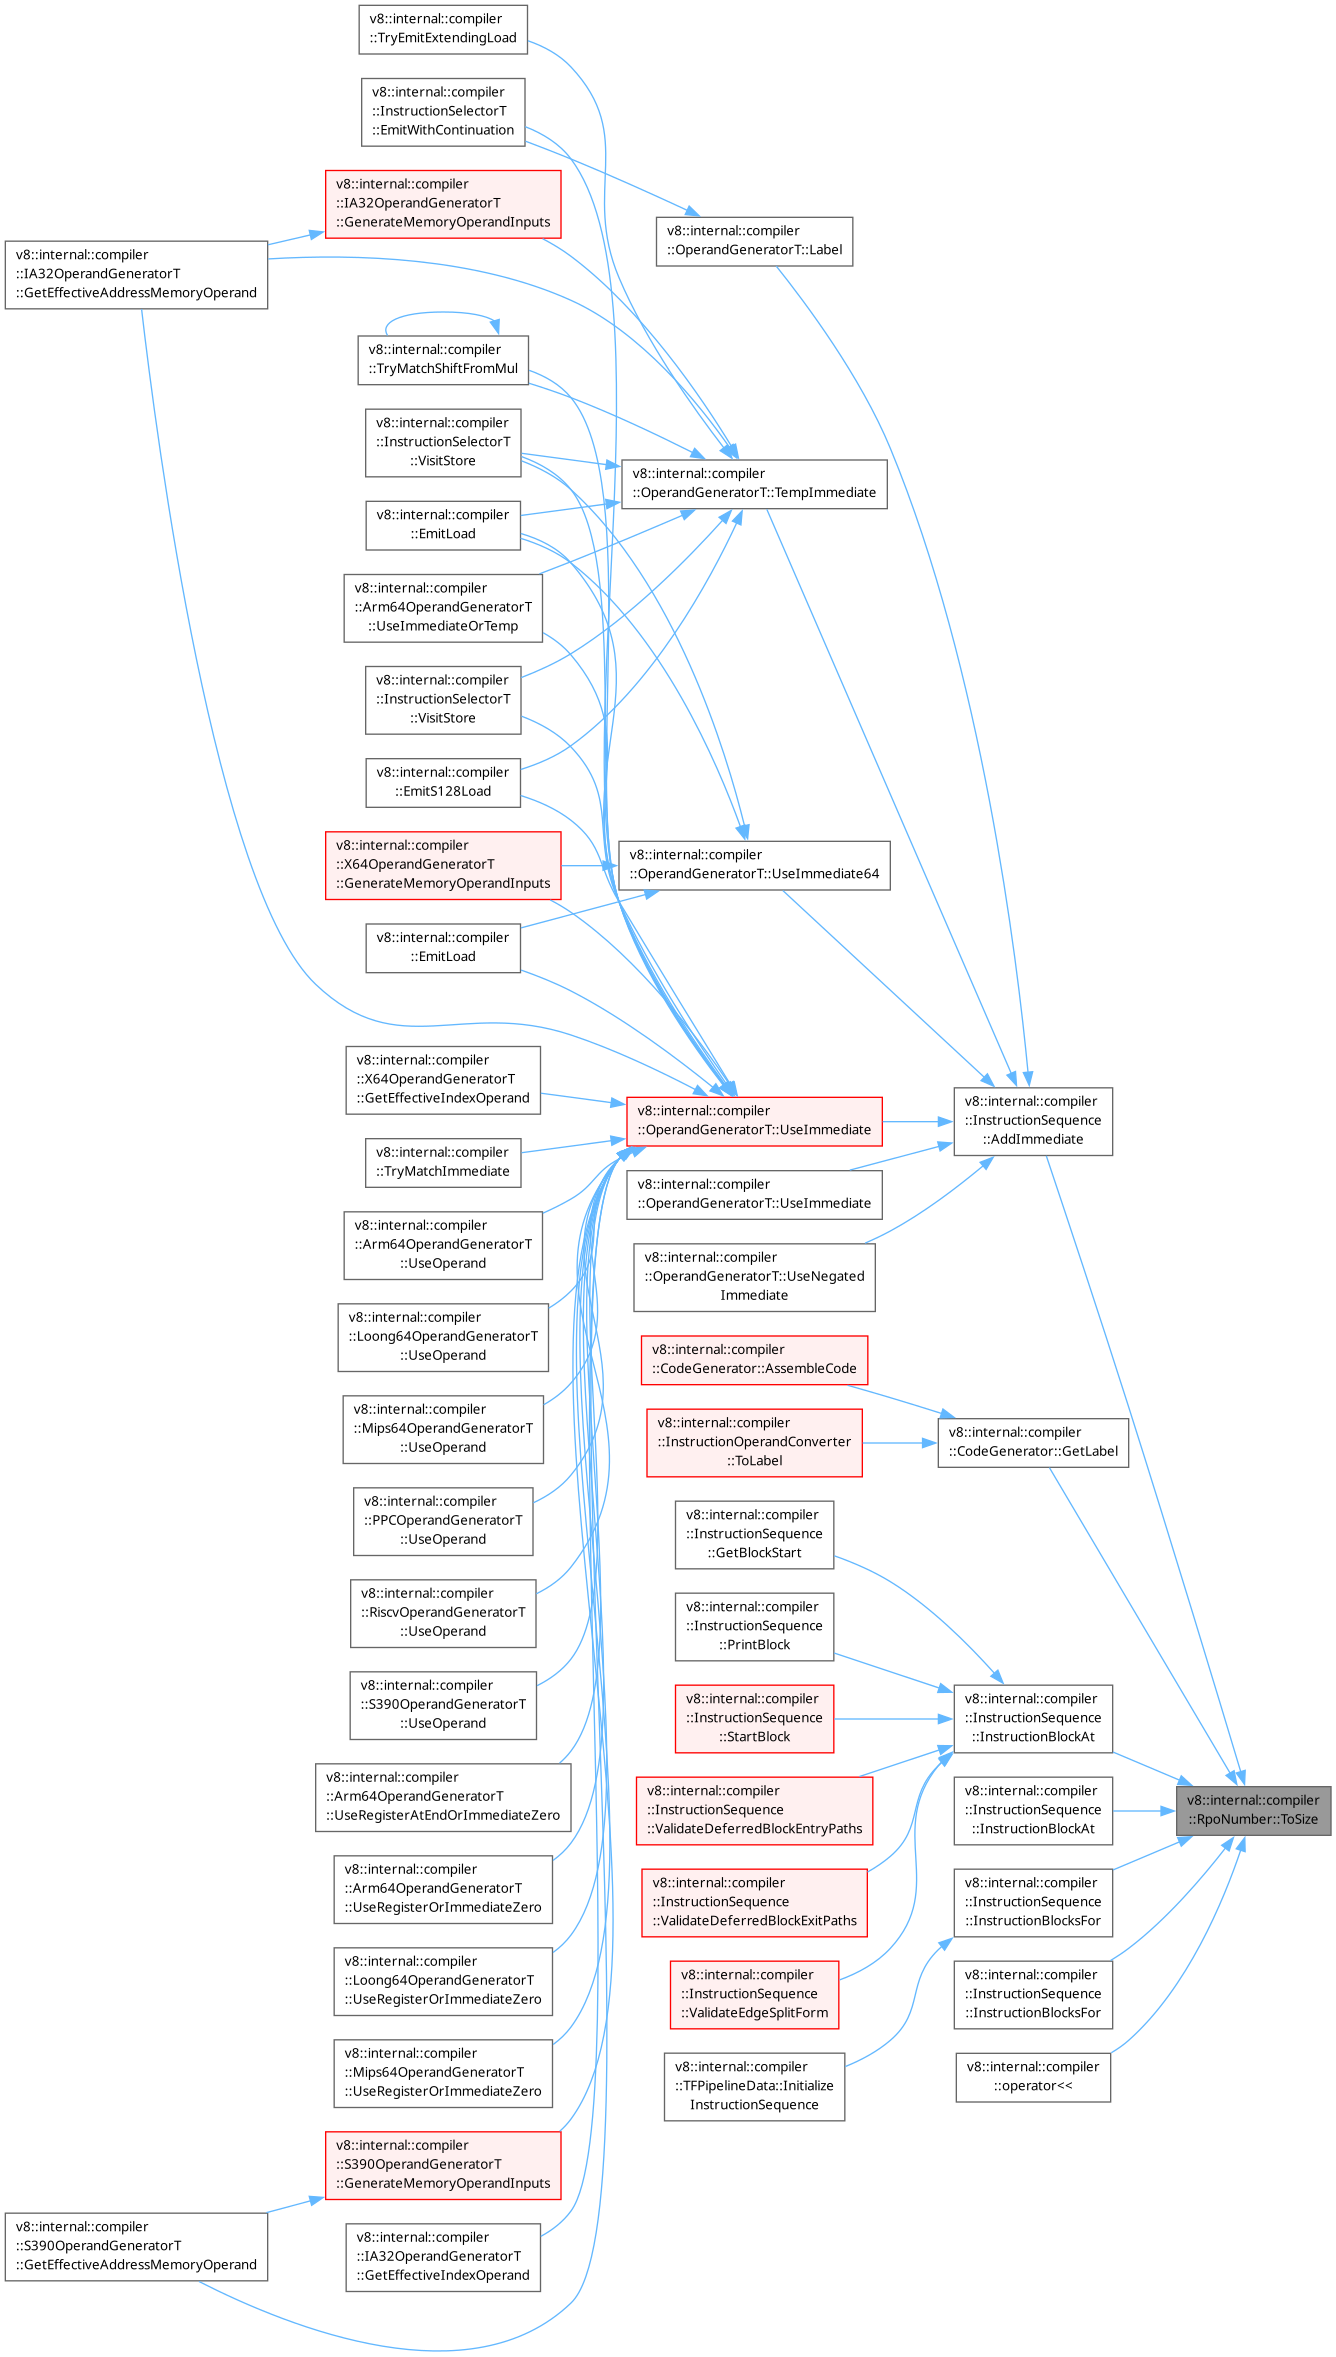 v8::internal::compiler
::TryEmitExtendingLoad
v8::internal::compiler
::InstructionSelectorT
::EmitWithContinuation
v8::internal::compiler
::IA32OperandGeneratorT
::GenerateMemoryOperandInputs
v8::internal::compiler
::OperandGeneratorT::Label
v8::internal::compiler
::IA32OperandGeneratorT
::GetEffectiveAddressMemoryOperand
v8::internal::compiler
::TryMatchShiftFromMul
v8::internal::compiler
::InstructionSelectorT
::VisitStore
v8::internal::compiler
::OperandGeneratorT::TempImmediate
v8::internal::compiler
::EmitLoad
v8::internal::compiler
::Arm64OperandGeneratorT
::UseImmediateOrTemp
v8::internal::compiler
::InstructionSelectorT
::VisitStore
v8::internal::compiler
::EmitS128Load
v8::internal::compiler
::X64OperandGeneratorT
::GenerateMemoryOperandInputs
v8::internal::compiler
::OperandGeneratorT::UseImmediate64
v8::internal::compiler
::EmitLoad
v8::internal::compiler
::X64OperandGeneratorT
::GetEffectiveIndexOperand
v8::internal::compiler
::OperandGeneratorT::UseImmediate
v8::internal::compiler
::InstructionSequence
::AddImmediate
v8::internal::compiler
::TryMatchImmediate
v8::internal::compiler
::OperandGeneratorT::UseImmediate
v8::internal::compiler
::Arm64OperandGeneratorT
::UseOperand
v8::internal::compiler
::OperandGeneratorT::UseNegated
Immediate
v8::internal::compiler
::Loong64OperandGeneratorT
::UseOperand
v8::internal::compiler
::CodeGenerator::AssembleCode
v8::internal::compiler
::Mips64OperandGeneratorT
::UseOperand
v8::internal::compiler
::InstructionOperandConverter
::ToLabel
v8::internal::compiler
::CodeGenerator::GetLabel
v8::internal::compiler
::PPCOperandGeneratorT
::UseOperand
v8::internal::compiler
::InstructionSequence
::GetBlockStart
v8::internal::compiler
::RiscvOperandGeneratorT
::UseOperand
v8::internal::compiler
::InstructionSequence
::PrintBlock
v8::internal::compiler
::S390OperandGeneratorT
::UseOperand
v8::internal::compiler
::InstructionSequence
::StartBlock
v8::internal::compiler
::InstructionSequence
::InstructionBlockAt
v8::internal::compiler
::Arm64OperandGeneratorT
::UseRegisterAtEndOrImmediateZero
v8::internal::compiler
::InstructionSequence
::ValidateDeferredBlockEntryPaths
v8::internal::compiler
::InstructionSequence
::InstructionBlockAt
v8::internal::compiler
::RpoNumber::ToSize
v8::internal::compiler
::Arm64OperandGeneratorT
::UseRegisterOrImmediateZero
v8::internal::compiler
::InstructionSequence
::ValidateDeferredBlockExitPaths
v8::internal::compiler
::InstructionSequence
::InstructionBlocksFor
v8::internal::compiler
::Loong64OperandGeneratorT
::UseRegisterOrImmediateZero
v8::internal::compiler
::InstructionSequence
::ValidateEdgeSplitForm
v8::internal::compiler
::InstructionSequence
::InstructionBlocksFor
v8::internal::compiler
::Mips64OperandGeneratorT
::UseRegisterOrImmediateZero
v8::internal::compiler
::TFPipelineData::Initialize
InstructionSequence
v8::internal::compiler
::operator<<
v8::internal::compiler
::S390OperandGeneratorT
::GenerateMemoryOperandInputs
v8::internal::compiler
::S390OperandGeneratorT
::GetEffectiveAddressMemoryOperand
v8::internal::compiler
::IA32OperandGeneratorT
::GetEffectiveIndexOperand